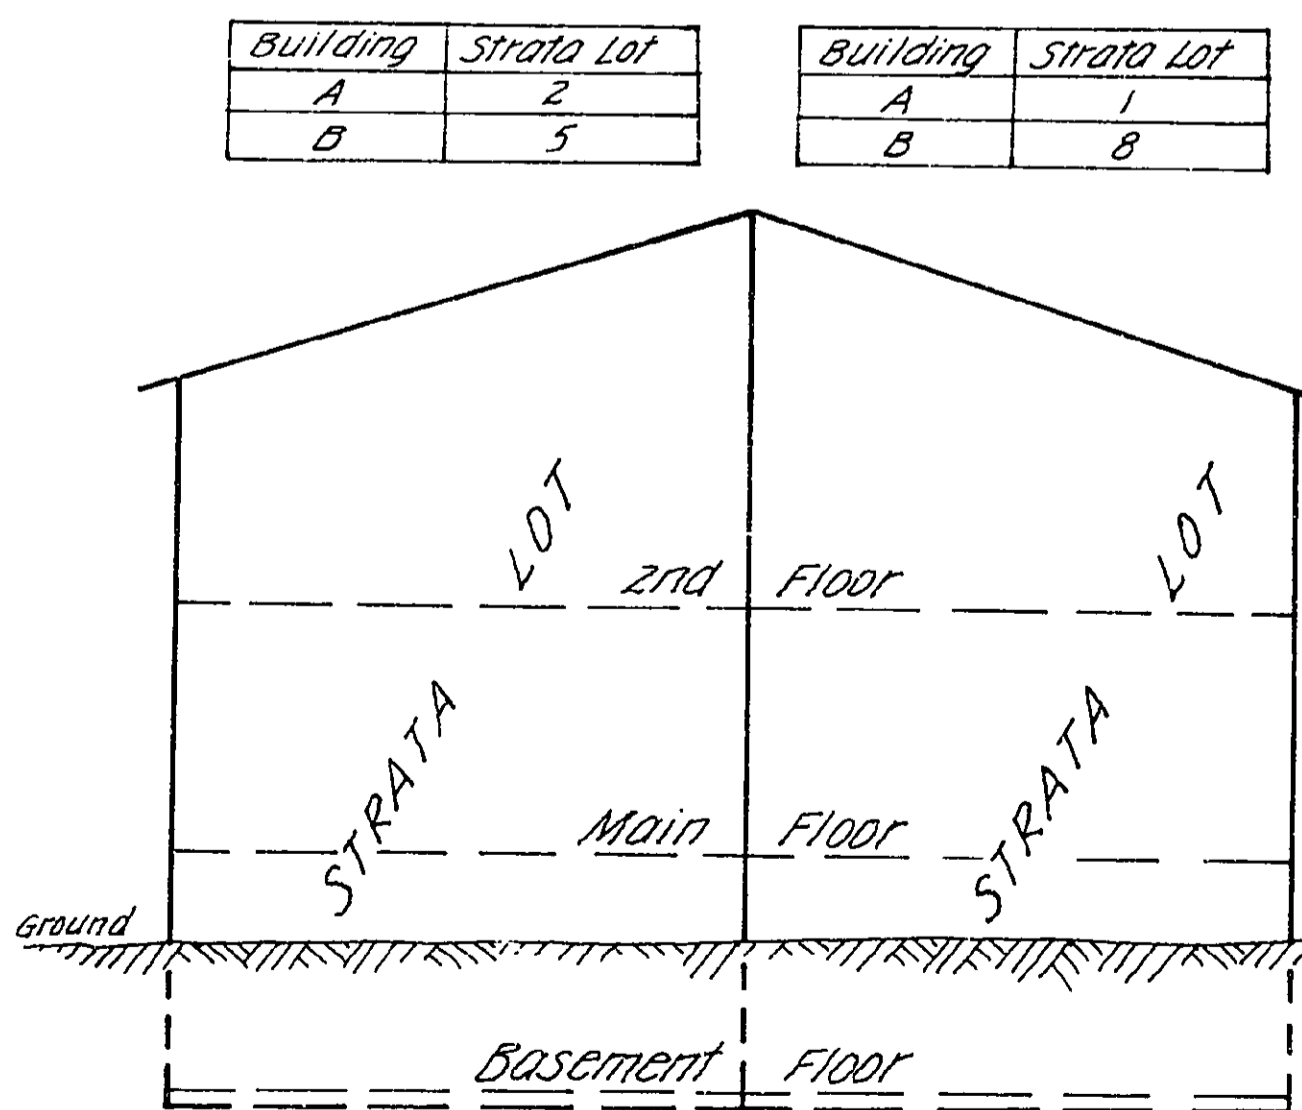 Building Strata Lot
A 2
B 5
Building Strata Lot
A 1
B 8
STRATA LOT
STRATA LOT
2nd Floor
Main Floor
Ground
Basement Floor